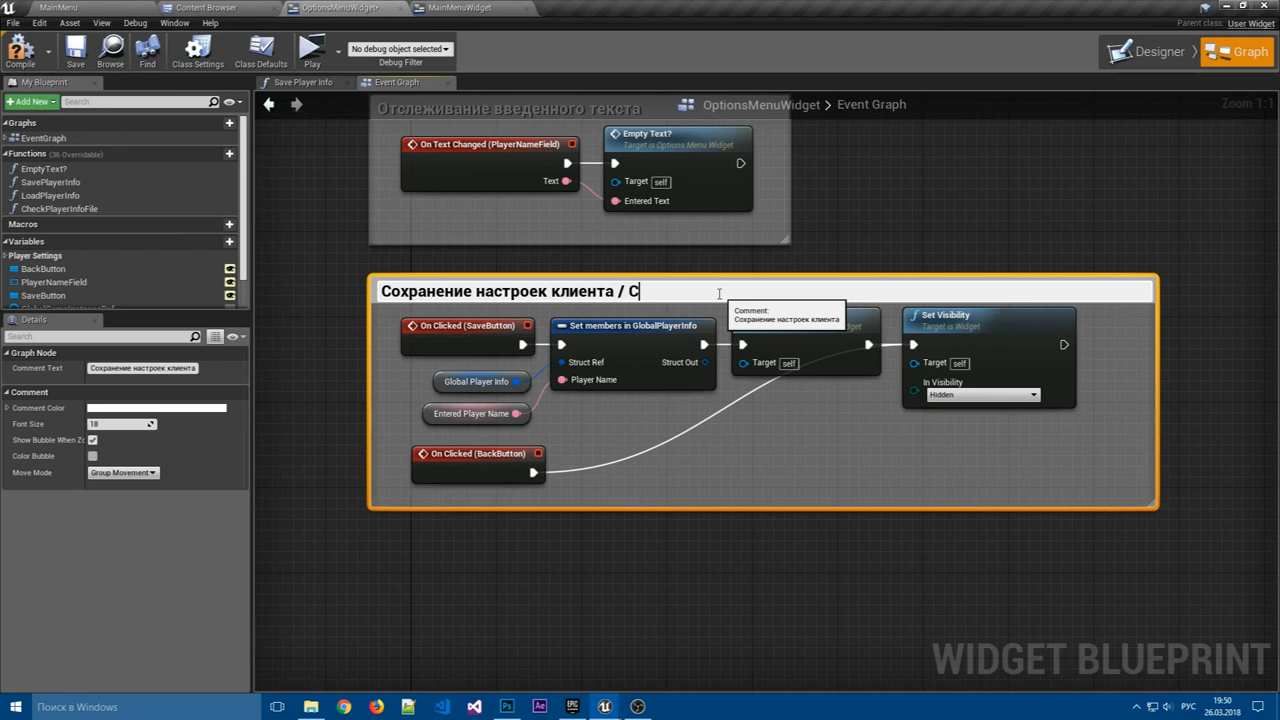 MainMenu
Content Browser
OptionsMenuWidget*
MainMenuWidget
File Edit Asset View Debug Window Help
Parent class: User Widget
Compile
Save
Browse
Find
Class Settings
Class Defaults
Play
No debug object selected
Debug Filter
Designer
Graph
My Blueprint
Save Player Info
Event Graph
Add New
Search
OptionsMenuWidget
Event Graph
Zoom 1:1
Graphs
EventGraph
Functions (36 Overridable)
EmptyText?
SavePlayerInfo
LoadPlayerInfo
CheckPlayerInfoFile
Macros
Variables
Player Settings
BackButton
PlayerNameField
SaveButton
Отслеживание введенного текста
On Text Changed (PlayerNameField)
Text
Empty Text?
Target is Options Menu Widget
Target self
Entered Text
Сохранение настроек клиента / С
Comment:
Сохранение настроек клиента
On Clicked (SaveButton)
Set members in GlobalPlayerInfo
Struct Ref
Struct Out
Player Name
Global Player Info
Entered Player Name
On Clicked (BackButton)
Target self
Set Visibility
Target is Widget
Target self
In Visibility
Hidden
Details
Search
Graph Node
Comment Text Сохранение настроек клиента
Comment
Comment Color
Font Size 18
Show Bubble When Zo
Color Bubble
Move Mode Group Movement
WIDGET BLUEPRINT
Поиск в Windows
Ps
Ae
EPIC
РУС
19:50
26.03.2018